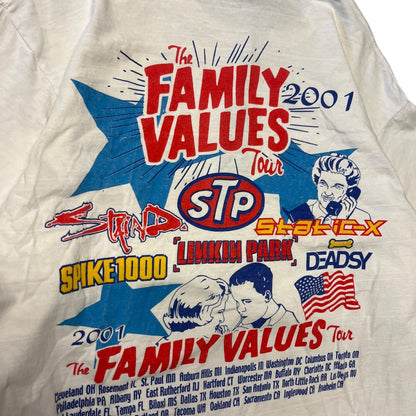 The
FAMILY 2001
VALUES
Tour
STAIND
STP
Static-X
SPIKE1000
LINKIN PARK
DEADSY
2001
The FAMILY VALUES Tour
Cleveland OH Rosemont IL St. Paul MN Auburn Hills MI Indianapolis IN Washington DC Columbus OH Toronto ON
Philadelphia PA Albany NY East Rutherford NJ Hartford CT Worcester MA Buffalo NY Charlotte NC
Lauderdale FL Tampa FL Biloxi MS Dallas TX Houston TX San Antonio TX North Little Rock AR
Tacoma WA Oakland CA Sacramento CA Inglewood CA Anaheim CA